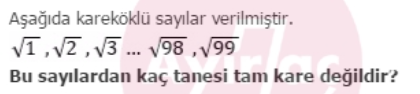 Aşağıda kareköklü sayılar verilmiştir.
√1 , √2 , √3 ... √98 , √99
Bu sayılardan kaç tanesi tam kare değildir?